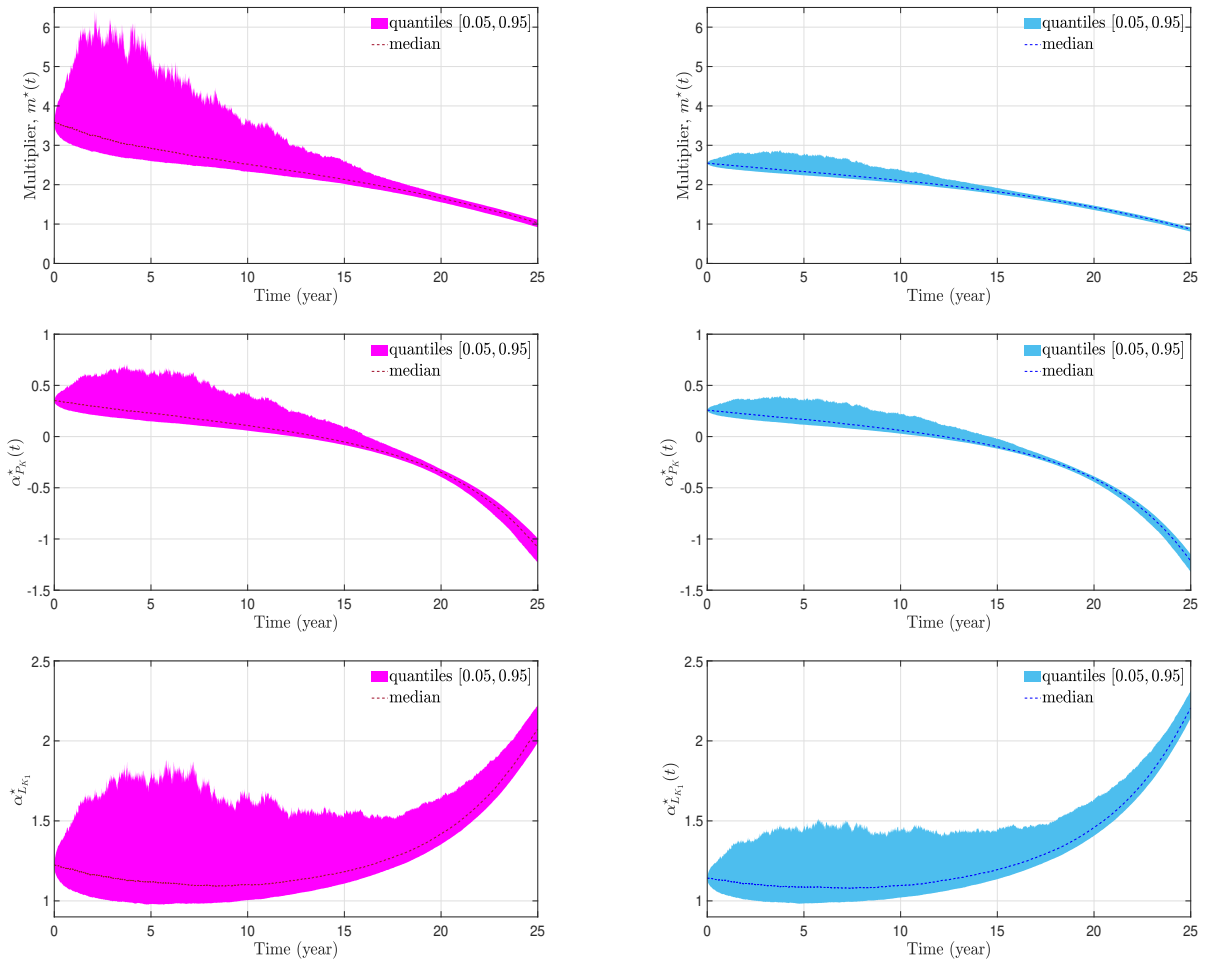 6
5
4
3
2
1
0
Multiplier, m⋆(t)
quantiles [0.05, 0.95]
median
0 5 10 15 20 25
Time (year)
6
5
4
3
2
1
0
Multiplier, m⋆(t)
quantiles [0.05, 0.95]
median
0 5 10 15 20 25
Time (year)
1
0.5
0
-0.5
-1
-1.5
α⋆_{P_K}(t)
quantiles [0.05, 0.95]
median
0 5 10 15 20 25
Time (year)
1
0.5
0
-0.5
-1
-1.5
α⋆_{P_K}(t)
quantiles [0.05, 0.95]
median
0 5 10 15 20 25
Time (year)
2.5
2
1.5
1
α⋆_{L_{K_1}}
quantiles [0.05, 0.95]
median
0 5 10 15 20 25
Time (year)
2.5
2
1.5
1
α⋆_{L_{K_1}}(t)
quantiles [0.05, 0.95]
median
0 5 10 15 20 25
Time (year)